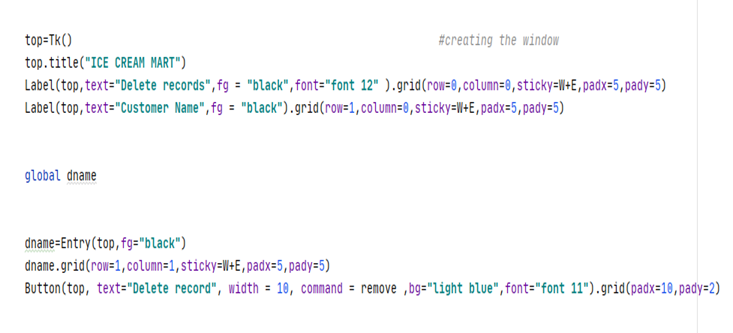 top=Tk() #creating the window
top.title("ICE CREAM MART")
Label(top,text="Delete records",fg = "black",font="font 12" ).grid(row=0,column=0,sticky=W+E,padx=5,pady=5)
Label(top,text="Customer Name",fg = "black").grid(row=1,column=0,sticky=W+E,padx=5,pady=5)
global dname
dname=Entry(top,fg="black")
dname.grid(row=1,column=1,sticky=W+E,padx=5,pady=5)
Button(top, text="Delete record", width = 10, command = remove ,bg="light blue",font="font 11").grid(padx=10,pady=2)